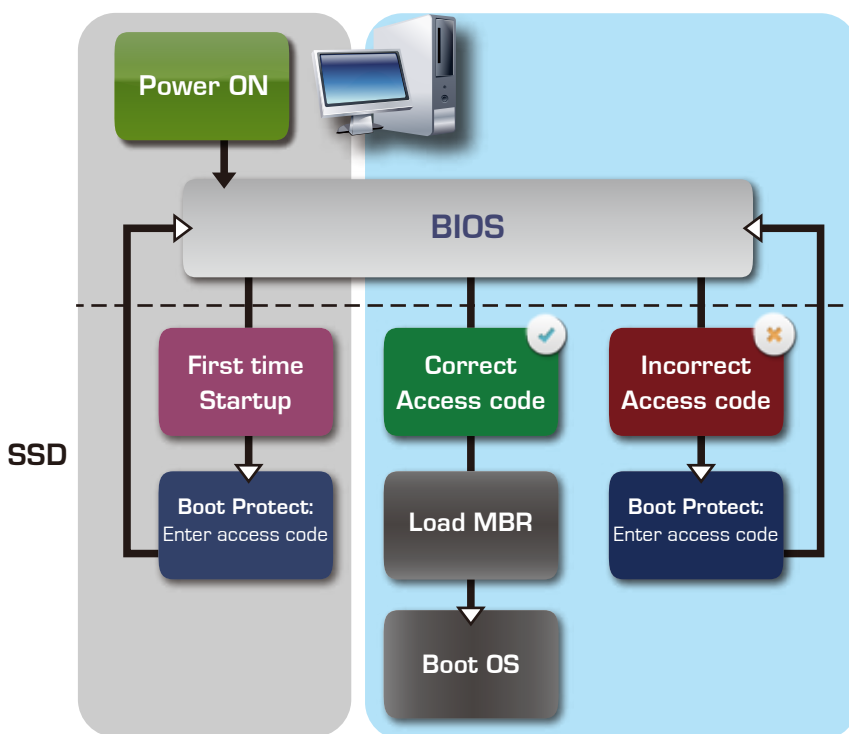 Power ON
BIOS
First time
Startup
Correct
Access code
Incorrect
Access code
SSD
Boot Protect:
Enter access code
Load MBR
Boot Protect:
Enter access code
Boot OS